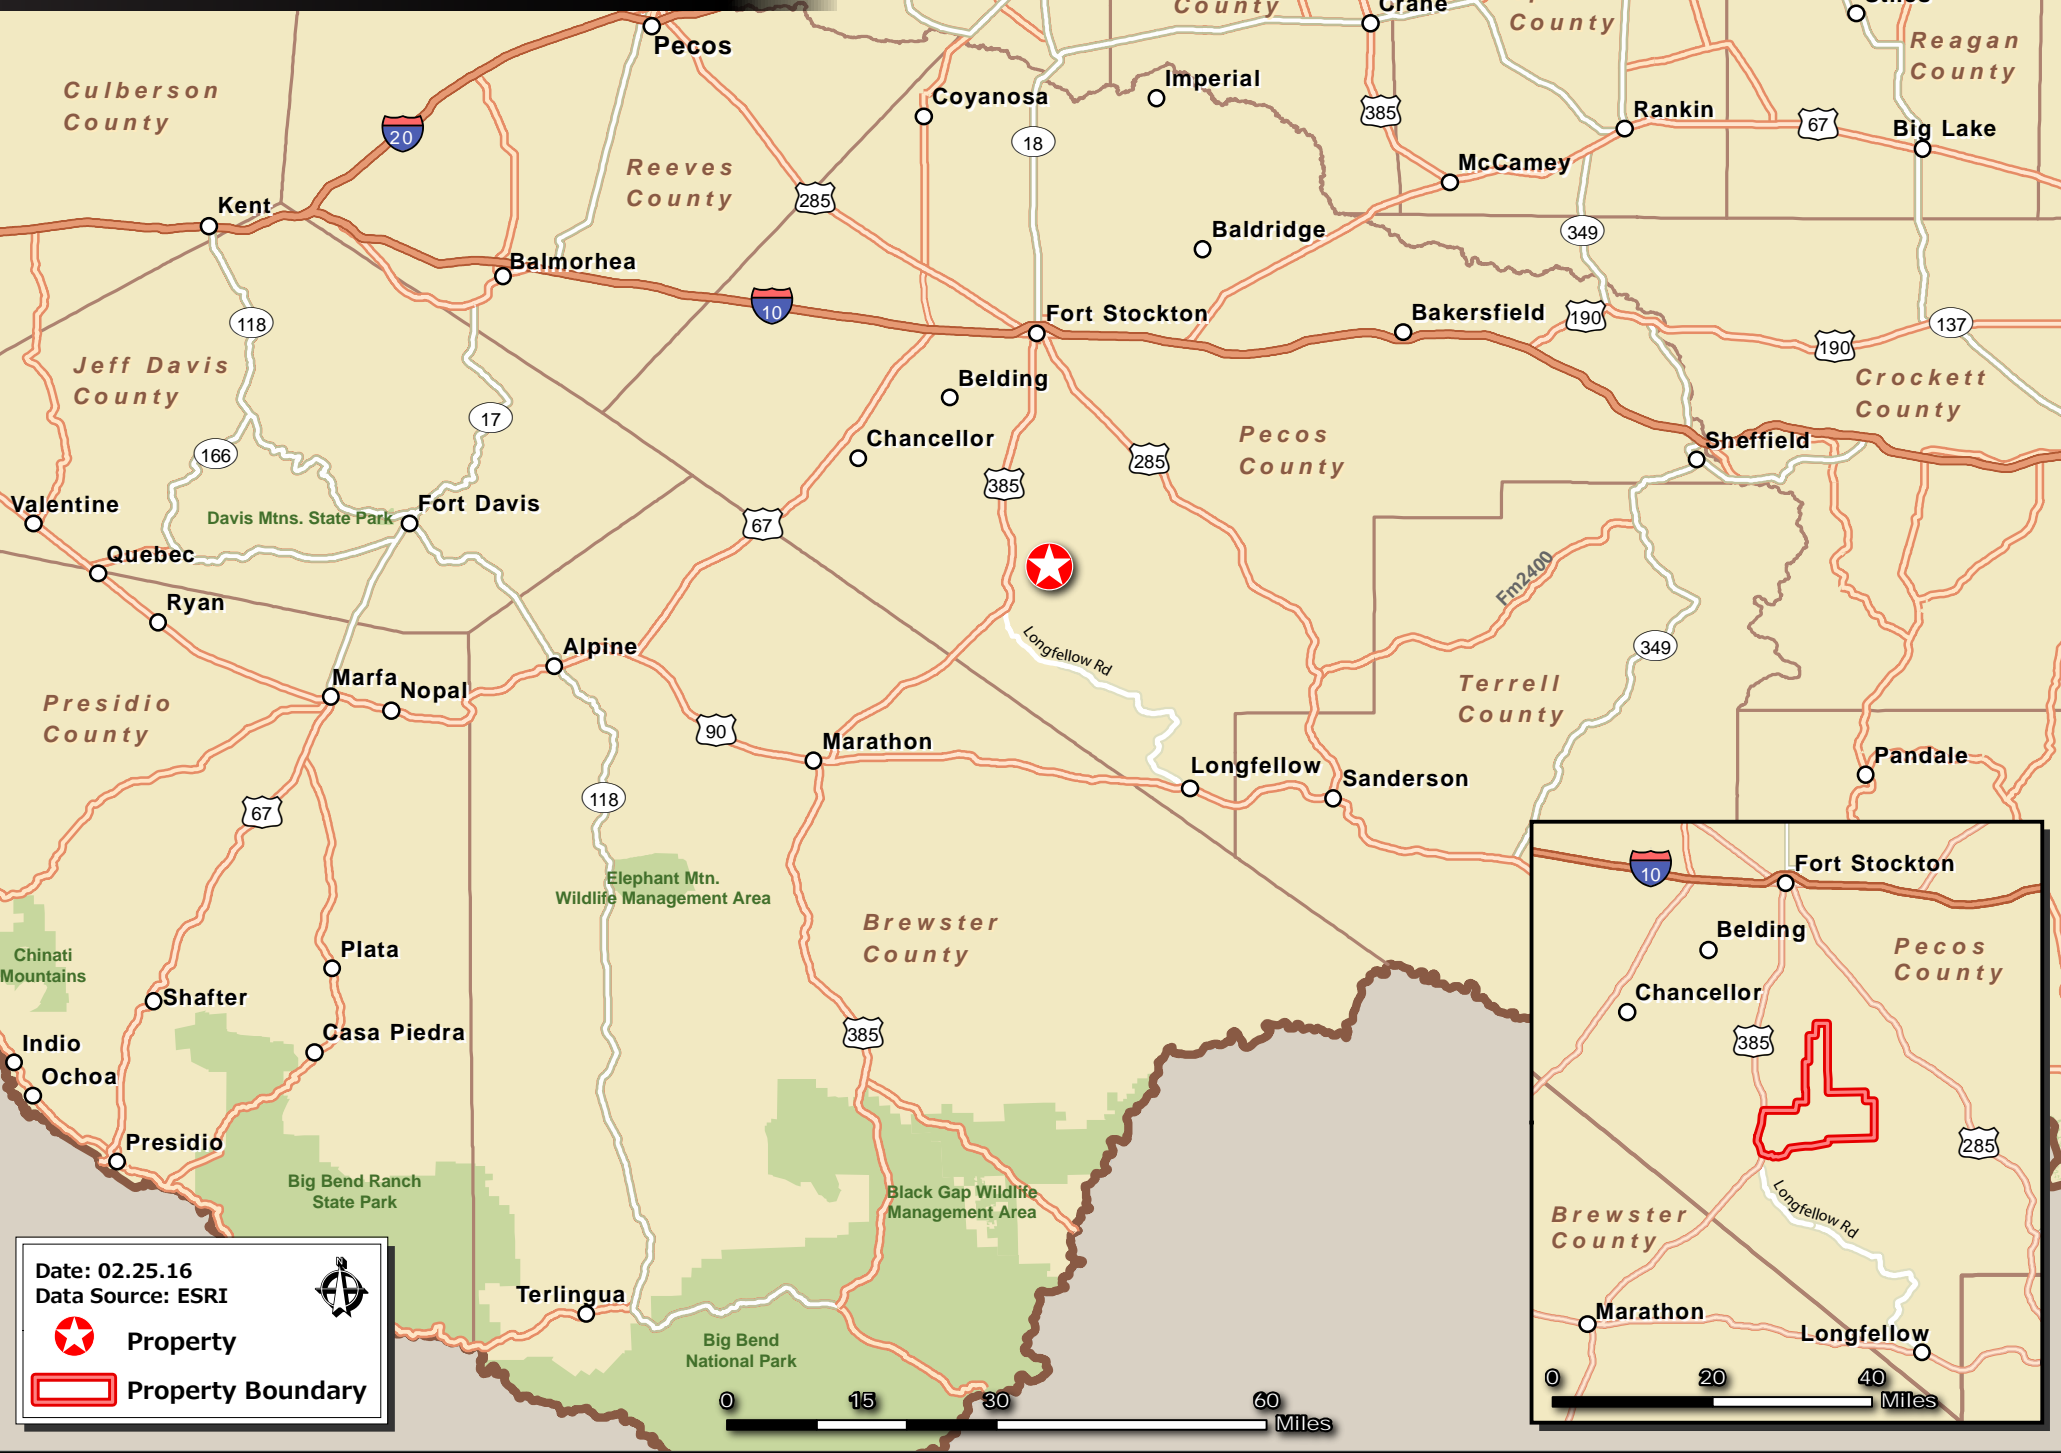 County
Crane
County
Reagan
County
Pecos
Culberson
County
Imperial
Coyanosa
20
18
385
Rankin
67
Big Lake
Reeves
County
McCamey
285
Kent
Baldridge
349
Balmorhea
10
Fort Stockton
Bakersfield
190
137
118
190
Jeff Davis
County
Belding
Crockett
County
17
Chancellor
Pecos
County
Sheffield
166
285
385
Valentine
Fort Davis
Davis Mtns. State Park
67
Quebec
Fm2400
Ryan
Longfellow Rd
349
Alpine
Marfa
Nopal
Terrell
County
Presidio
County
90
Marathon
Longfellow
Sanderson
Pandale
118
67
Elephant Mtn.
Wildlife Management Area
Brewster
County
Plata
Chinati
Mountains
Shafter
Casa Piedra
385
Indio
Ochoa
Presidio
Big Bend Ranch
State Park
Black Gap Wildlife
Management Area
Terlingua
Big Bend
National Park
0 15 30 60
Miles
Date: 02.25.16
Data Source: ESRI
N
Property
Property Boundary
10
Fort Stockton
Belding
Pecos
County
Chancellor
385
285
Longfellow Rd
Brewster
County
Marathon
Longfellow
0 20 40
Miles